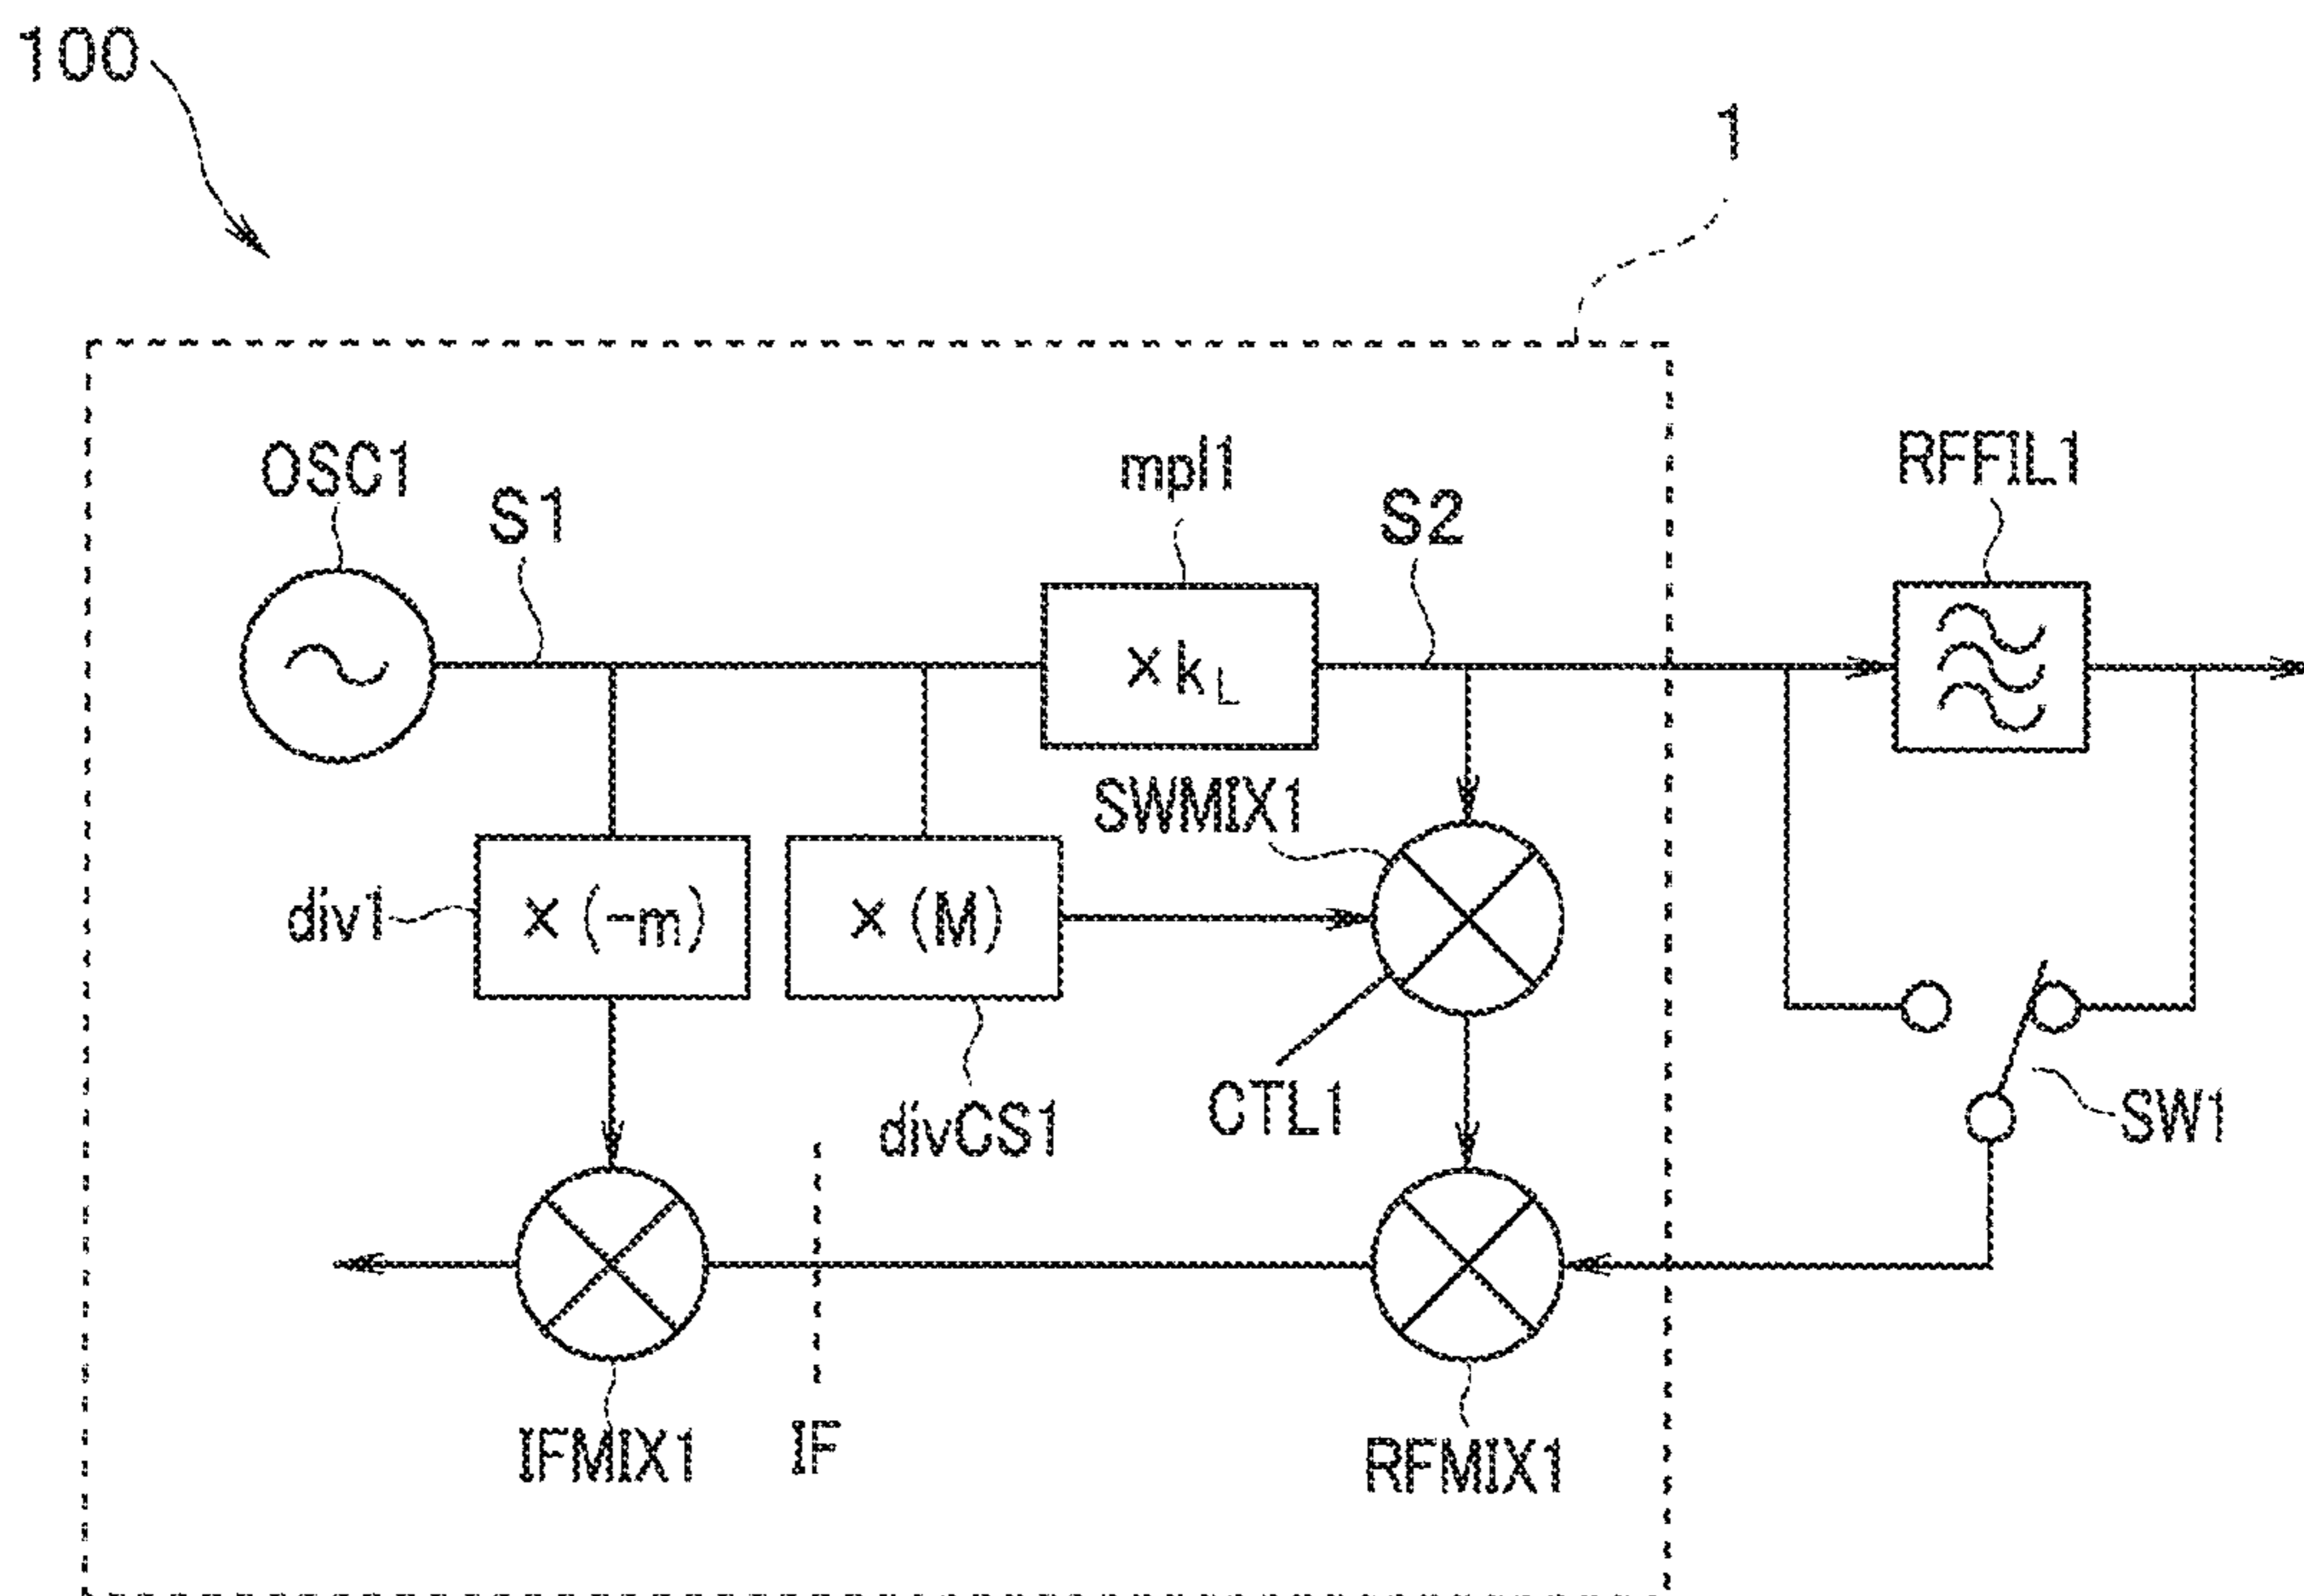 100
1
OSC1
S1
mpl1
S2
RFFIL1
×kL
SWMIX1
div1
×(-m)
×(M)
divCS1
CTL1
SW1
IFMIX1
IF
RFMIX1